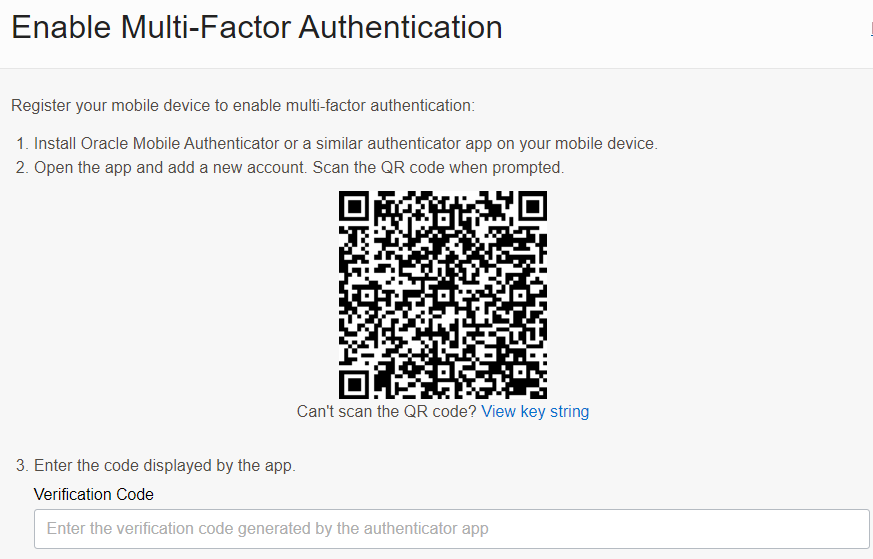 Enable Multi-Factor Authentication
Register your mobile device to enable multi-factor authentication:
1. Install Oracle Mobile Authenticator or a similar authenticator app on your mobile device.
2. Open the app and add a new account. Scan the QR code when prompted.
Can't scan the QR code? View key string
3. Enter the code displayed by the app.
Verification Code
Enter the verification code generated by the authenticator app